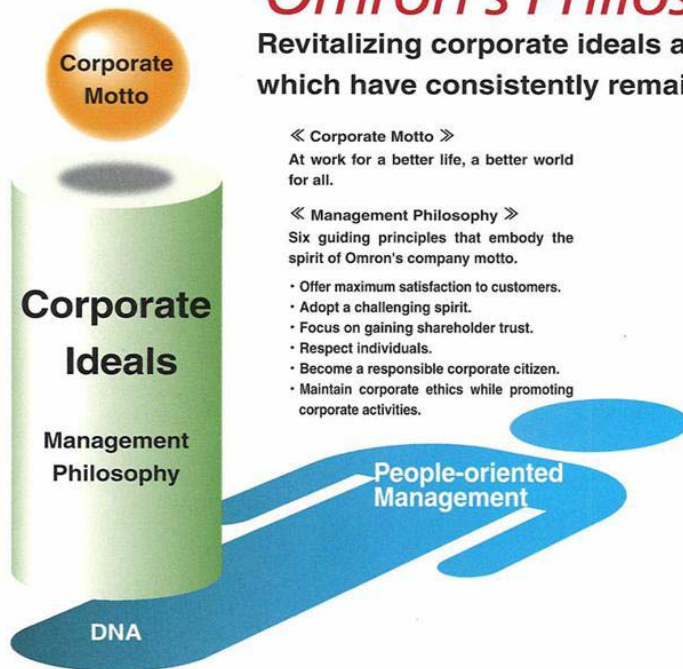 Omron's
Revitalizing corporate ideals
which have consistently
Corporate
Motto
≪ Corporate Motto ≫
At work for a better life, a better world
for all.
≪ Management Philosophy ≫
Six guiding principles that embody the
spirit of Omron's company motto.
・Offer maximum satisfaction to customers.
・Adopt a challenging spirit.
・Focus on gaining shareholder trust.
・Respect individuals.
・Become a responsible corporate citizen.
・Maintain corporate ethics while promoting
corporate activities.
Corporate
Ideals
Management
Philosophy
People-oriented
Management
DNA